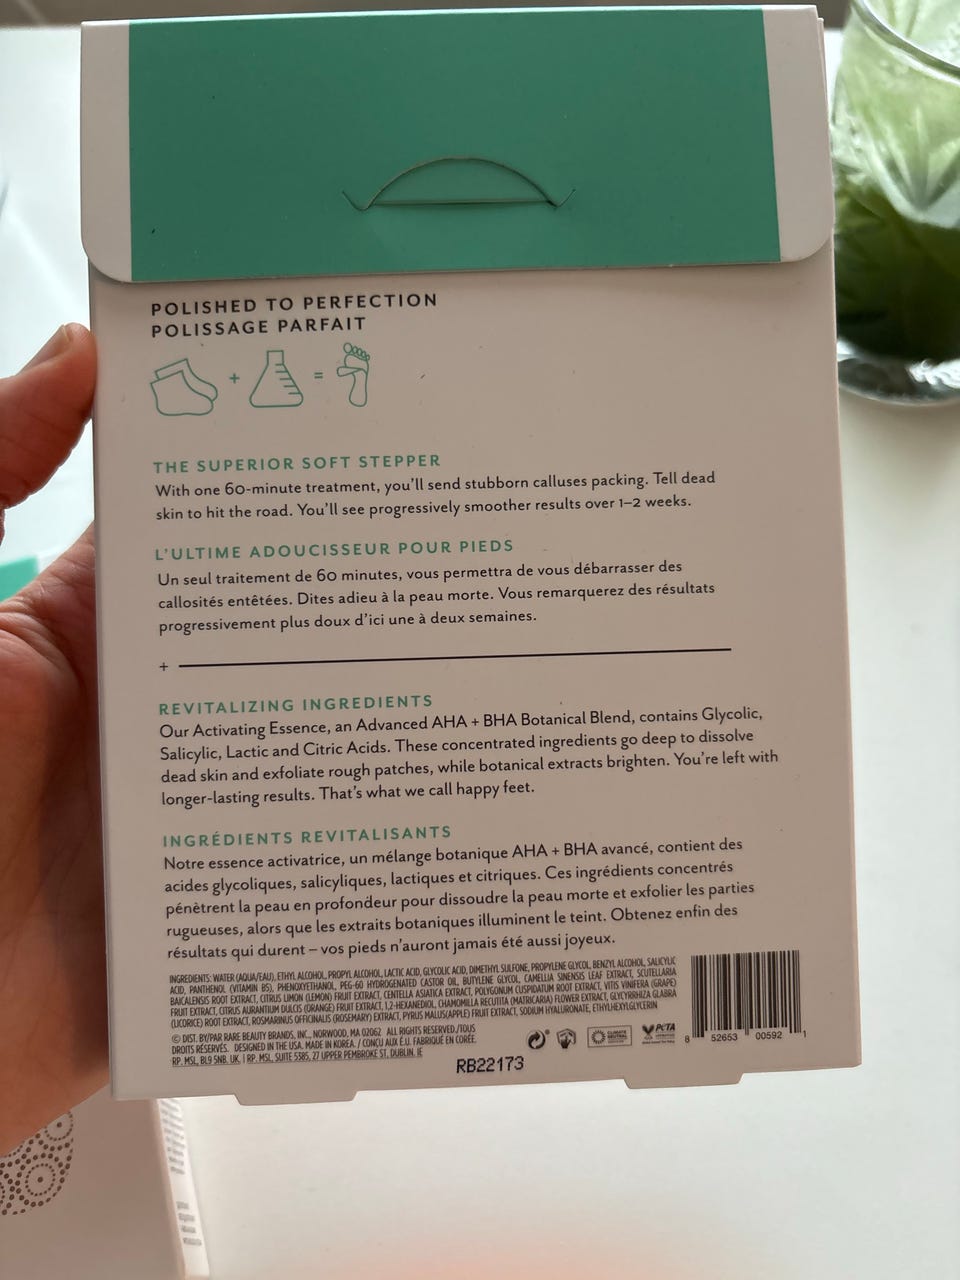 POLISHED TO PERFECTION
POLISSAGE PARFAIT
+ =
THE SUPERIOR SOFT STEPPER
With one 60-minute treatment, you'll send stubborn calluses packing. Tell dead
skin to hit the road. You'll see progressively smoother results over 1–2 weeks.
L'ULTIME ADOUCISSEUR POUR PIEDS
Un seul traitement de 60 minutes, vous permettra de vous débarrasser des
callosités entêtées. Dites adieu à la peau morte. Vous remarquerez des résultats
progressivement plus doux d'ici une à deux semaines.
+
REVITALIZING INGREDIENTS
Our Activating Essence, an Advanced AHA + BHA Botanical Blend, contains Glycolic,
Salicylic, Lactic and Citric Acids. These concentrated ingredients go deep to dissolve
dead skin and exfoliate rough patches, while botanical extracts brighten. You're left with
longer-lasting results. That's what we call happy feet.
INGRÉDIENTS REVITALISANTS
Notre essence activatrice, un mélange botanique AHA + BHA avancé, contient des
acides glycoliques, salicyliques, lactiques et citriques. Ces ingrédients concentrés
pénètrent la peau en profondeur pour dissoudre la peau morte et exfolier les parties
rugueuses, alors que les extraits botaniques illuminent le teint. Obtenez enfin des
résultats qui durent – vos pieds n'auront jamais été aussi joyeux.
INGREDIENTS: WATER (AQUA/EAU), ETHYL ALCOHOL, PROPYL ALCOHOL, LACTIC ACID, GLYCOLIC ACID, DIMETHYL SULFONE, PROPYLENE GLYCOL, BENZYL ALCOHOL, SALICYLIC
ACID, PANTHENOL (VITAMIN B5), PHENOXYETHANOL, PEG-60 HYDROGENATED CASTOR OIL, BUTYLENE GLYCOL, CAMELLIA SINENSIS LEAF EXTRACT, SCUTELLARIA
BAICALENSIS ROOT EXTRACT, CITRUS LIMON (LEMON) FRUIT EXTRACT, CENTELLA ASIATICA EXTRACT, POLYGONUM CUSPIDATUM ROOT EXTRACT, VITIS VINIFERA (GRAPE)
FRUIT EXTRACT, CITRUS AURANTIUM DULCIS (ORANGE) FRUIT EXTRACT, 1,2-HEXANEDIOL, CHAMOMILLA RECUTITA (MATRICARIA) FLOWER EXTRACT, GLYCYRRHIZA GLABRA
(LICORICE) ROOT EXTRACT, ROSMARINUS OFFICINALIS (ROSEMARY) EXTRACT, PYRUS MALUS(APPLE) FRUIT EXTRACT, SODIUM HYALURONATE, ETHYLHEXYLGLYCERIN
© DIST. BY/PAR RARE BEAUTY BRANDS, INC., NORWOOD, MA 02062 ALL RIGHTS RESERVED./TOUS
DROITS RÉSERVÉS. DESIGNED IN THE USA. MADE IN KOREA. / CONÇU AUX É.U. FABRIQUÉ EN CORÉE.
RP. MSL, BL9 5NB. UK. | RP. MSL, SUITE 5385, 27 UPPER PEMBROKE ST, DUBLIN. IE
RB22173
CLIMATE NEUTRAL
PETA
8 52653 00592 1